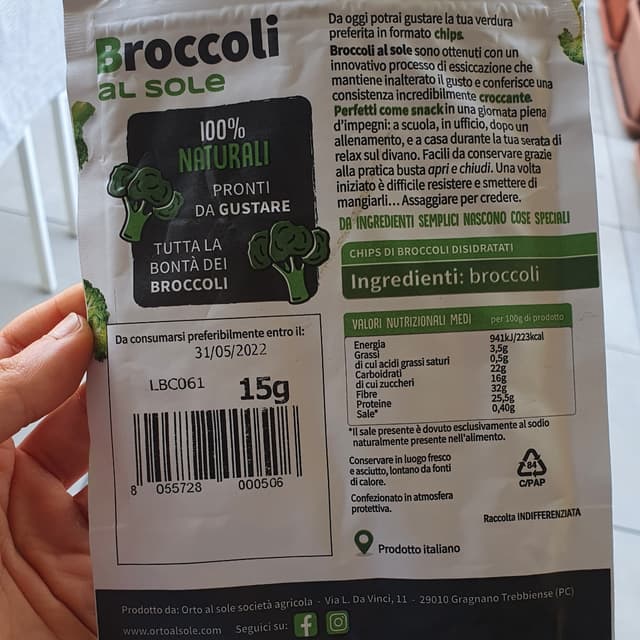 Broccoli
AL SOLE
100%
NATURALI
PRONTI
DA GUSTARE
TUTTA LA
BONTÀ DEI
BROCCOLI
Da oggi potrai gustare la tua verdura
preferita in formato chips.
Broccoli al sole sono ottenuti con un
innovativo processo di essiccazione che
mantiene inalterato il gusto e conferisce una
consistenza incredibilmente croccante.
Perfetti come snack in una giornata piena
d'impegni: a scuola, in ufficio, dopo un
allenamento, e a casa durante la tua serata di
relax sul divano. Facili da conservare grazie
alla pratica busta apri e chiudi. Una volta
iniziato è difficile resistere e smettere di
mangiarli... Assaggiare per credere.
DA INGREDIENTI SEMPLICI NASCONO COSE SPECIALI
CHIPS DI BROCCOLI DISIDRATATI
Ingredienti: broccoli
VALORI NUTRIZIONALI MEDI per 100g di prodotto
Energia 941kJ/223kcal
Grassi 3,5g
di cui acidi grassi saturi 0,5g
Carboidrati 22g
di cui zuccheri 16g
Fibre 32g
Proteine 25,5g
Sale* 0,40g
*Il sale presente è dovuto esclusivamente al sodio
naturalmente presente nell'alimento.
Conservare in luogo fresco
e asciutto, lontano da fonti
di calore.
Confezionato in atmosfera
protettiva.
84
C/PAP
Raccolta INDIFFERENZIATA
Prodotto italiano
Da consumarsi preferibilmente entro il:
31/05/2022
LBC061 15g
8 055728 000506
Prodotto da: Orto al sole società agricola - Via L. Da Vinci, 11 - 29010 Gragnano Trebbiense (PC)
www.ortoalsole.com Seguici su: